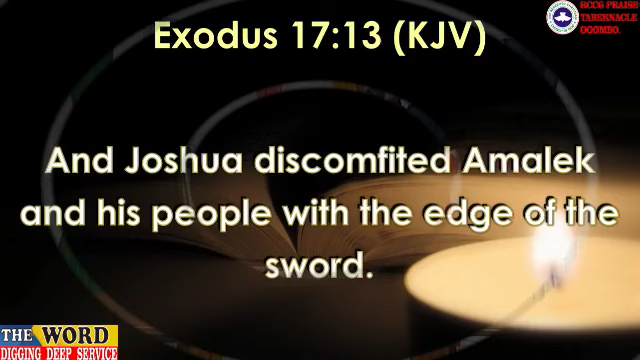 Exodus 17:13 (KJV)
RCCG PRAISE
TABERNACLE
OGOMBO.
And Joshua discomfited Amalek
and his people with the edge of the
sword.
THE WORD
DIGGING DEEP SERVICE